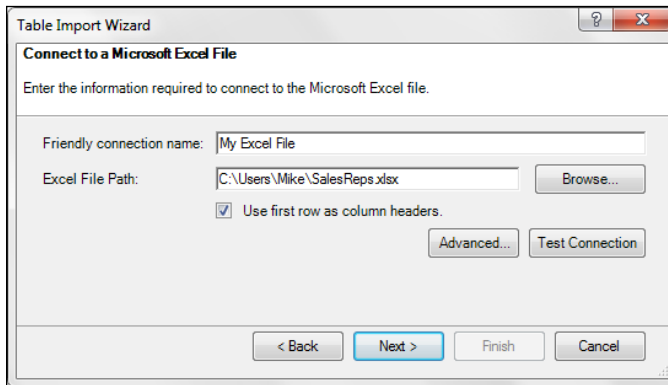 Table Import Wizard
?
X
Connect to a Microsoft Excel File
Enter the information required to connect to the Microsoft Excel file.
Friendly connection name: My Excel File
Excel File Path: C:\Users\Mike\SalesReps.xlsx Browse...
Use first row as column headers.
Advanced... Test Connection
< Back Next > Finish Cancel